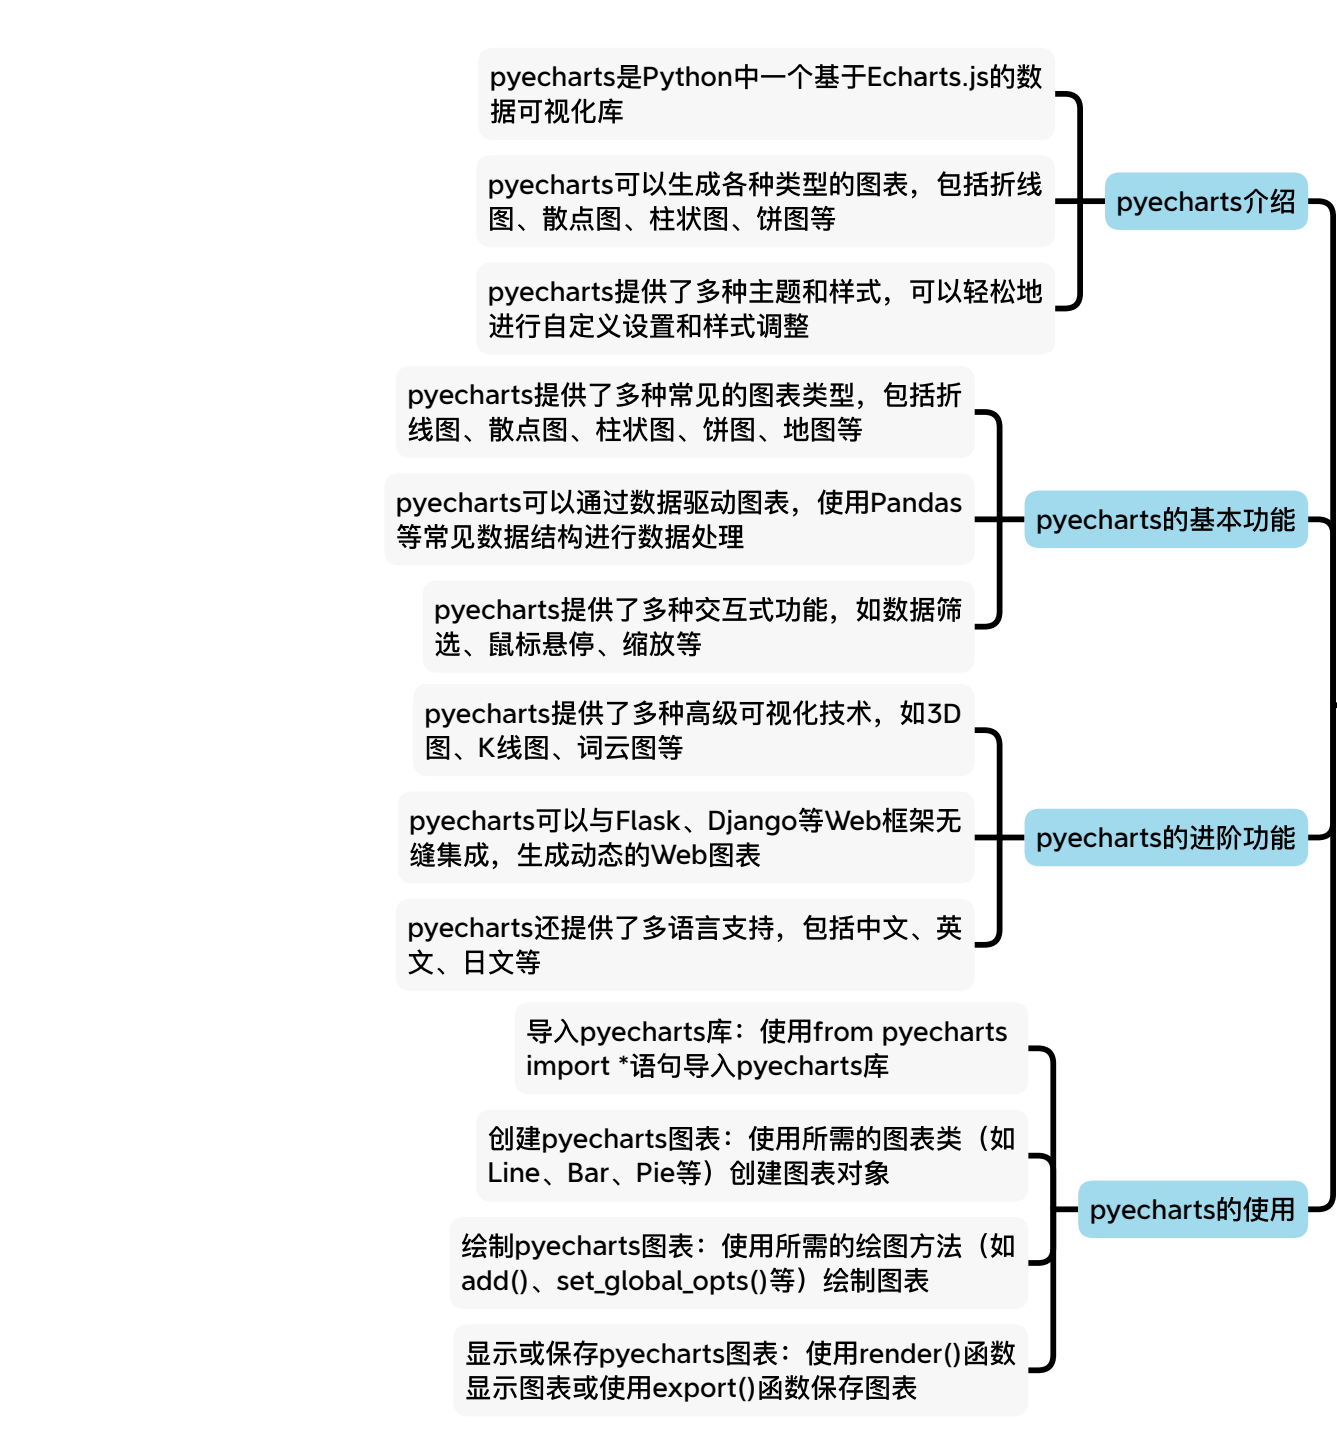 pyecharts是Python中一个基于Echarts.js的数
据可视化库
pyecharts可以生成各种类型的图表，包括折线
图、散点图、柱状图、饼图等
pyecharts介绍
pyecharts提供了多种主题和样式，可以轻松地
进行自定义设置和样式调整
pyecharts提供了多种常见的图表类型，包括折
线图、散点图、柱状图、饼图、地图等
pyecharts可以通过数据驱动图表，使用Pandas
等常见数据结构进行数据处理
pyecharts的基本功能
pyecharts提供了多种交互式功能，如数据筛
选、鼠标悬停、缩放等
pyecharts提供了多种高级可视化技术，如3D
图、K线图、词云图等
pyecharts可以与Flask、Django等Web框架无
缝集成，生成动态的Web图表
pyecharts的进阶功能
pyecharts还提供了多语言支持，包括中文、英
文、日文等
导入pyecharts库：使用from pyecharts
import *语句导入pyecharts库
创建pyecharts图表：使用所需的图表类（如
Line、Bar、Pie等）创建图表对象
pyecharts的使用
绘制pyecharts图表：使用所需的绘图方法（如
add()、set_global_opts()等）绘制图表
显示或保存pyecharts图表：使用render()函数
显示图表或使用export()函数保存图表